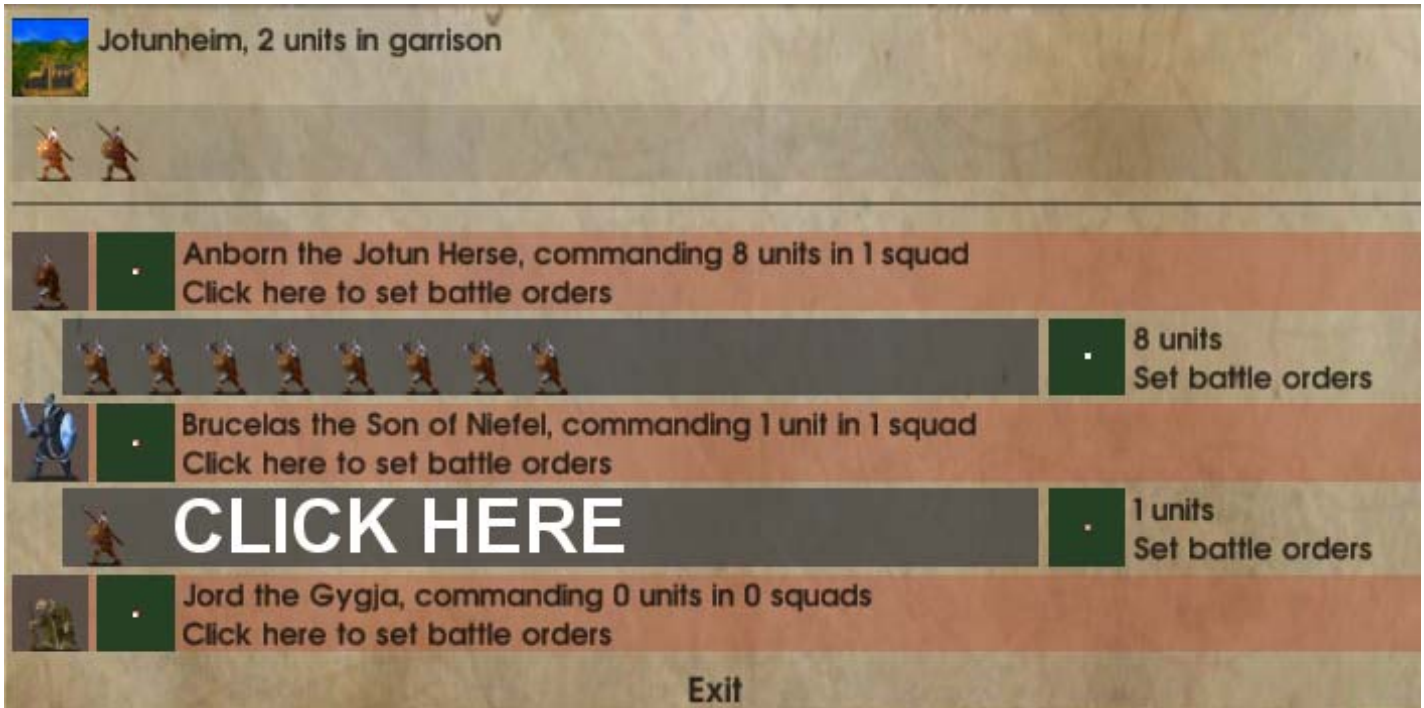 Jotunheim, 2 units in garrison
Anborn the Jotun Herse, commanding 8 units in 1 squad
Click here to set battle orders
8 units
Set battle orders
Brucelas the Son of Niefel, commanding 1 unit in 1 squad
Click here to set battle orders
CLICK HERE
1 units
Set battle orders
Jord the Gygja, commanding 0 units in 0 squads
Click here to set battle orders
Exit